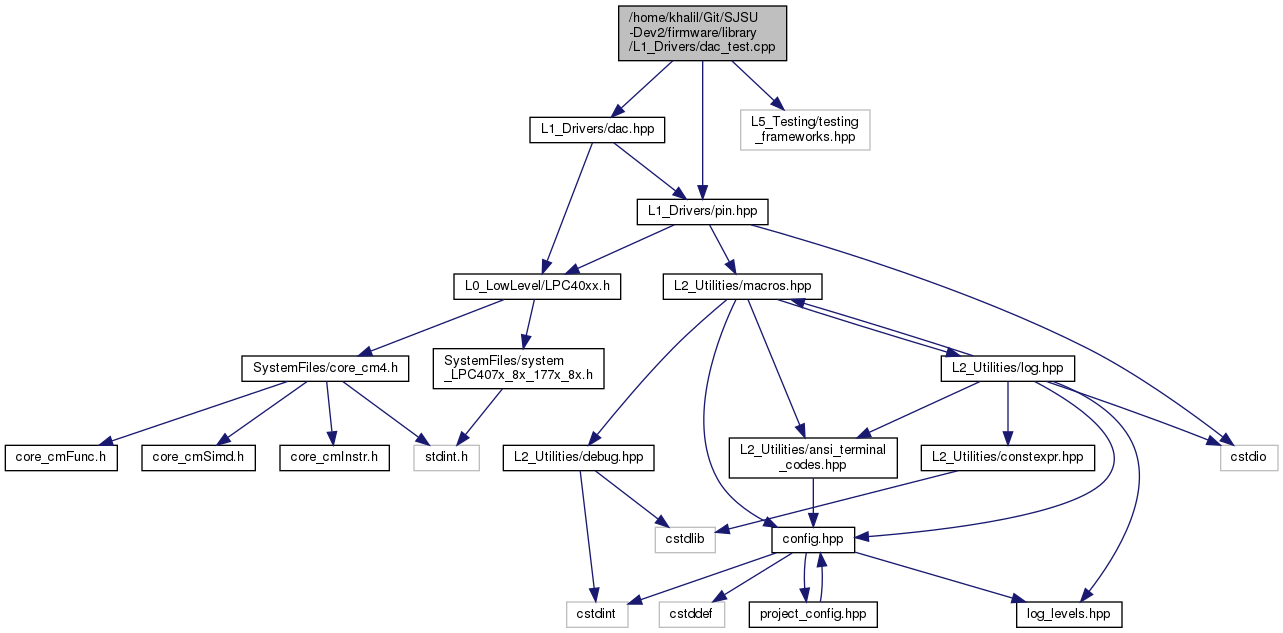 /home/khalil/Git/SJSU
-Dev2/firmware/library
/L1_Drivers/dac_test.cpp
L1_Drivers/dac.hpp
L5_Testing/testing
_frameworks.hpp
L1_Drivers/pin.hpp
L0_LowLevel/LPC40xx.h
L2_Utilities/macros.hpp
SystemFiles/core_cm4.h
SystemFiles/system
_LPC407x_8x_177x_8x.h
L2_Utilities/log.hpp
core_cmFunc.h
core_cmSimd.h
core_cmInstr.h
stdint.h
L2_Utilities/debug.hpp
L2_Utilities/ansi_terminal
_codes.hpp
L2_Utilities/constexpr.hpp
cstdio
cstdlib
config.hpp
cstdint
cstddef
project_config.hpp
log_levels.hpp